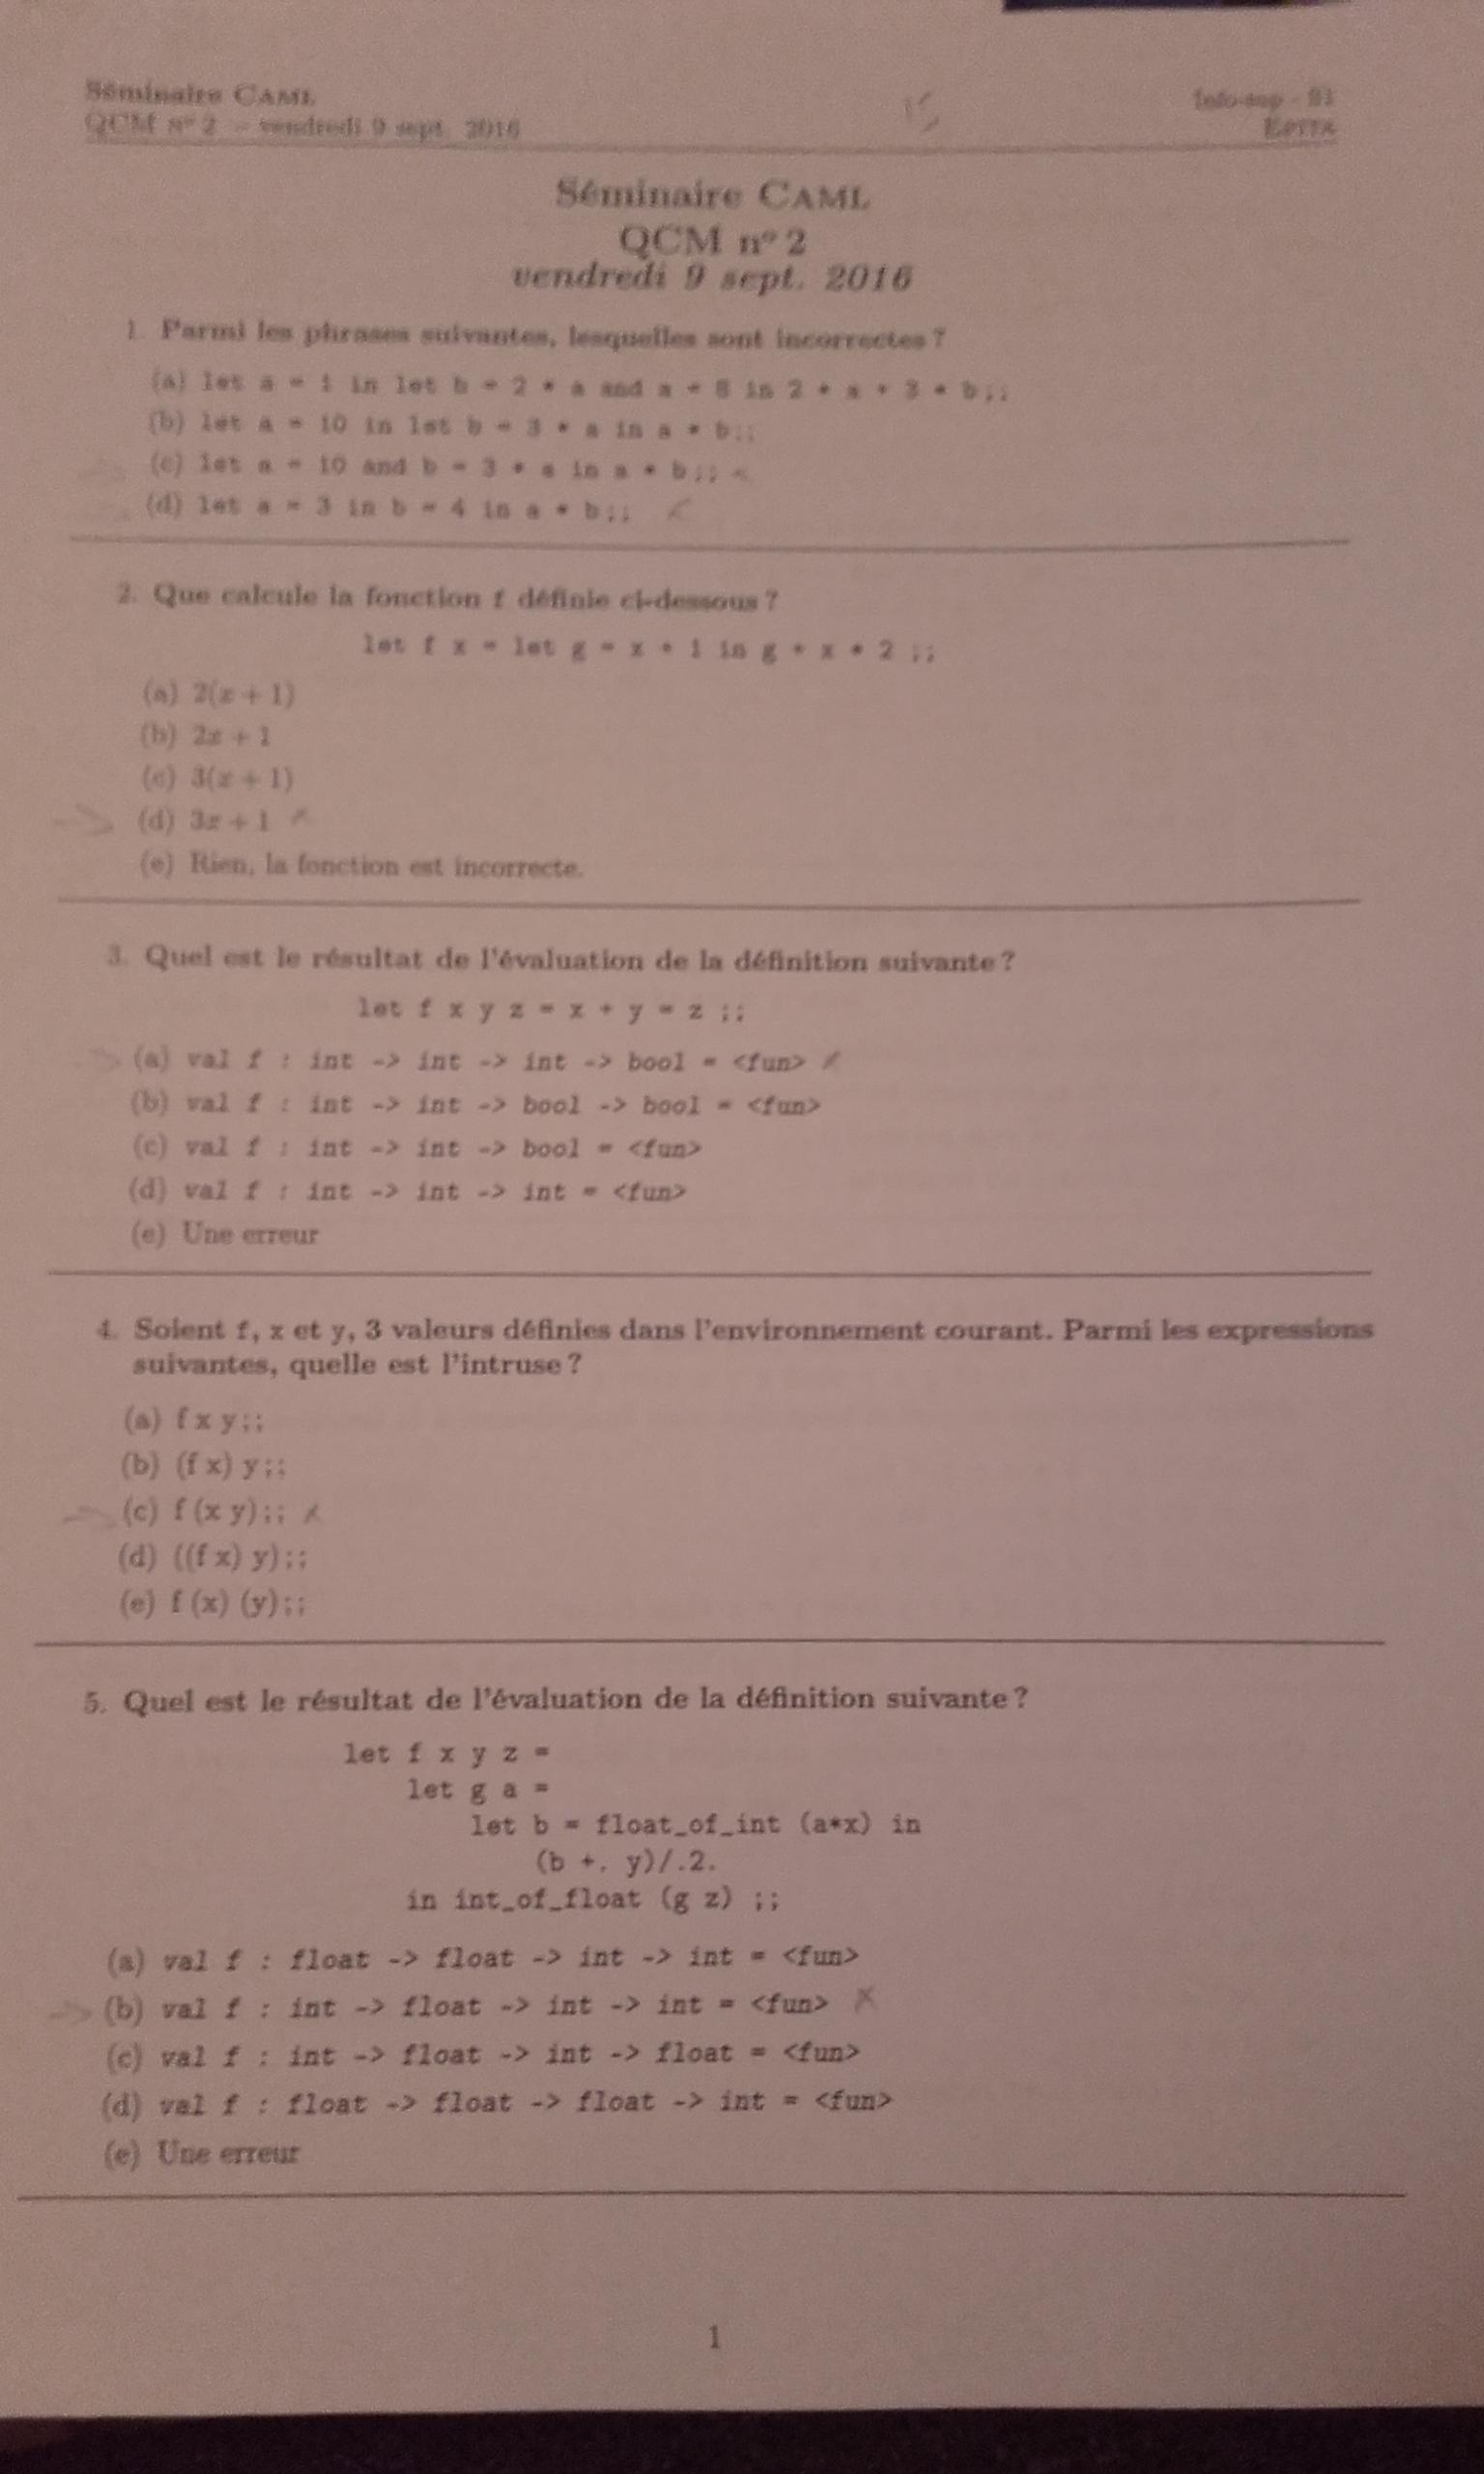 Séminaire CAML
Info-sup - S1
QCM nº 2 – vendredi 9 sept. 2016
EPITA
15
Séminaire CAML
QCM nº 2
vendredi 9 sept. 2016
1. Parmi les phrases suivantes, lesquelles sont incorrectes ?
(a) let a = 1 in let b = 2 * a and a = 8 in 2 * a + 3 * b;;
(b) let a = 10 in let b = 3 * a in a * b;;
(c) let a = 10 and b = 3 * a in a * b;;
(d) let a = 3 in b = 4 in a * b;;
2. Que calcule la fonction f définie ci-dessous ?
let f x = let g = x + 1 in g + x * 2 ;;
(a) 2(x + 1)
(b) 2x + 1
(c) 3(x + 1)
(d) 3x + 1
(e) Rien, la fonction est incorrecte.
3. Quel est le résultat de l'évaluation de la définition suivante ?
let f x y z = x + y = z ;;
(a) val f : int -> int -> int -> bool = <fun>
(b) val f : int -> int -> bool -> bool = <fun>
(c) val f : int -> int -> bool = <fun>
(d) val f : int -> int -> int = <fun>
(e) Une erreur
4. Soient f, x et y, 3 valeurs définies dans l'environnement courant. Parmi les expressions
suivantes, quelle est l'intruse ?
(a) f x y;;
(b) (f x) y;;
(c) f (x y);;
(d) ((f x) y);;
(e) f (x) (y);;
5. Quel est le résultat de l'évaluation de la définition suivante ?
let f x y z =
let g a =
let b = float_of_int (a*x) in
(b +. y)/.2.
in int_of_float (g z) ;;
(a) val f : float -> float -> int -> int = <fun>
(b) val f : int -> float -> int -> int = <fun>
(c) val f : int -> float -> int -> float = <fun>
(d) val f : float -> float -> float -> int = <fun>
(e) Une erreur
1